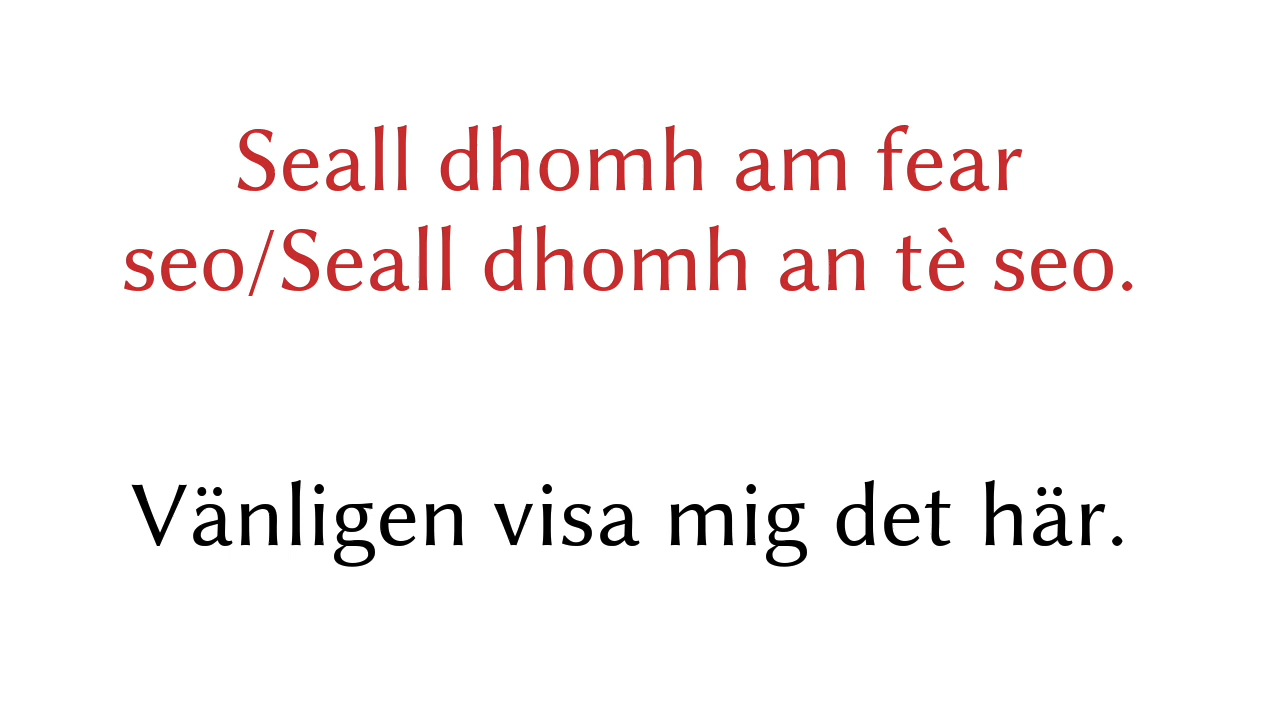 Seall dhomh am fear
seo/Seall dhomh an tè seo.
Vänligen visa mig det här.